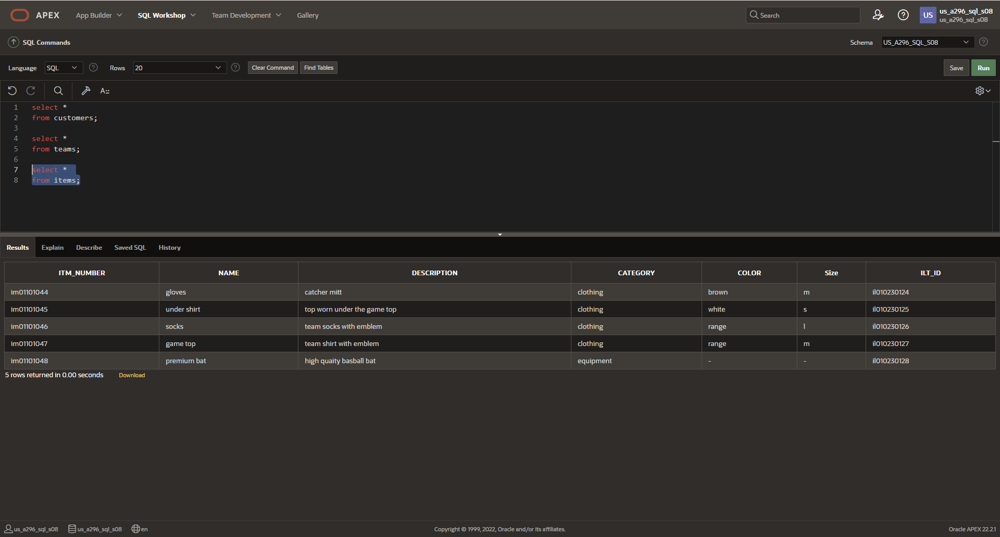 APEX App Builder SQL Workshop Team Development Gallery Search US us_a296_sql_s08
us_a296_sql_s08
SQL Commands Schema US_A296_SQL_S08
Language SQL Rows 20 Clear Command Find Tables Save Run
A
1 select *
2 from customers;
3
4 select *
5 from teams;
6
7 select *
8 from items;
Results Explain Describe Saved SQL History
ITM_NUMBER NAME DESCRIPTION CATEGORY COLOR Size ILT_ID
im01101044 gloves catcher mitt clothing brown m il010230124
im01101045 under shirt top worn under the game top clothing white s il010230125
im01101046 socks team socks with emblem clothing range l il010230126
im01101047 game top team shirt with emblem clothing range m il010230127
im01101048 premium bat high quaity basball bat equipment - - il010230128
5 rows returned in 0.00 seconds Download
us_a296_sql_s08 us_a296_sql_s08 en Copyright © 1999, 2022, Oracle and/or its affiliates. Oracle APEX 22.2.1